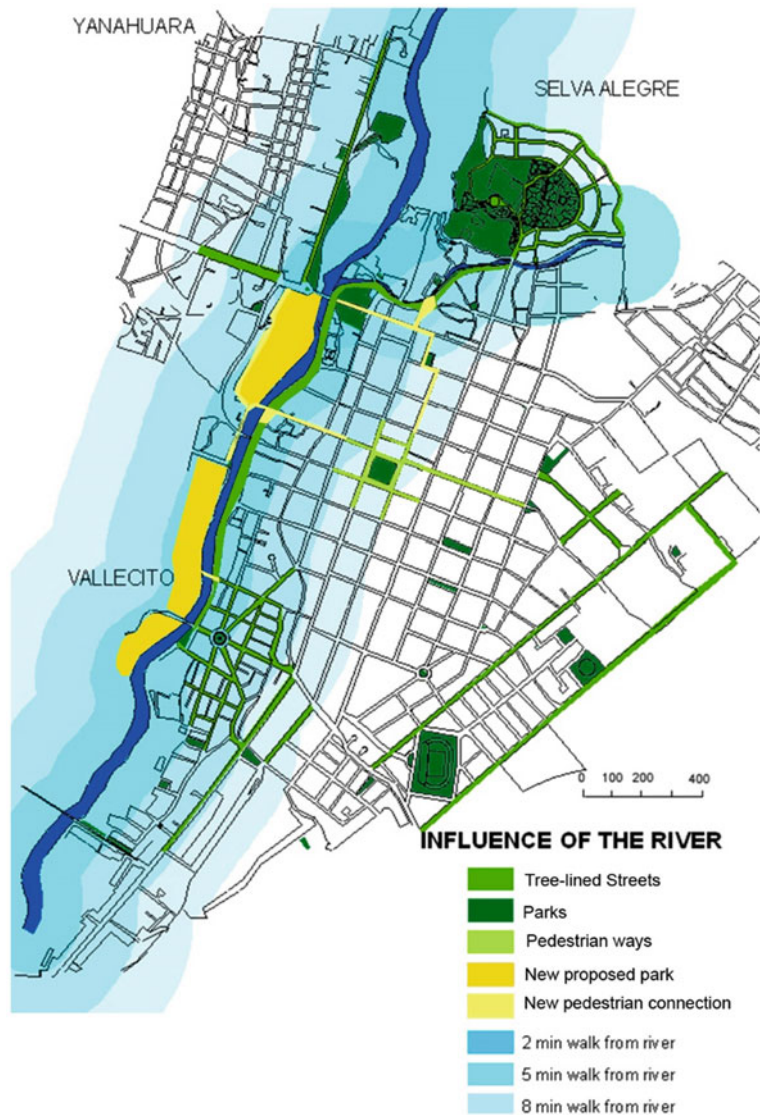 YANAHUARA
SELVA ALEGRE
VALLECITO
0 100 200 400
INFLUENCE OF THE RIVER
Tree-lined Streets
Parks
Pedestrian ways
New proposed park
New pedestrian connection
2 min walk from river
5 min walk from river
8 min walk from river